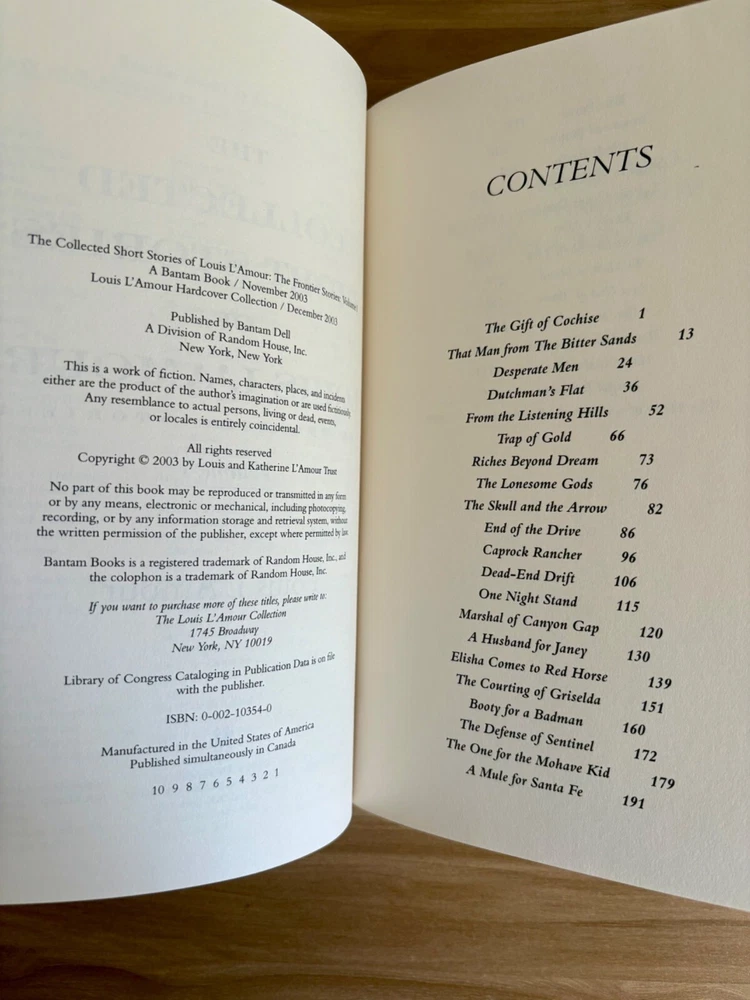 The Collected Short Stories of Louis L'Amour: The Frontier Stories: Volume
A Bantam Book / November 2003
Louis L'Amour Hardcover Collection / December 2003
Published by Bantam Dell
A Division of Random House, Inc.
New York, New York
This is a work of fiction. Names, characters, places, and incidents
either are the product of the author's imagination or are used fictitiously.
Any resemblance to actual persons, living or dead, events,
or locales is entirely coincidental.
All rights reserved
Copyright © 2003 by Louis and Katherine L'Amour Trust
No part of this book may be reproduced or transmitted in any form
or by any means, electronic or mechanical, including photocopying,
recording, or by any information storage and retrieval system, without
the written permission of the publisher, except where permitted by law.
Bantam Books is a registered trademark of Random House, Inc., and
the colophon is a trademark of Random House, Inc.
If you want to purchase more of these titles, please write to:
The Louis L'Amour Collection
1745 Broadway
New York, NY 10019
Library of Congress Cataloging in Publication Data is on file
with the publisher.
ISBN: 0-002-10354-0
Manufactured in the United States of America
Published simultaneously in Canada
10 9 8 7 6 5 4 3 2 1
CONTENTS
The Gift of Cochise 1
That Man from The Bitter Sands 13
Desperate Men 24
Dutchman's Flat 36
From the Listening Hills 52
Trap of Gold 66
Riches Beyond Dream 73
The Lonesome Gods 76
The Skull and the Arrow 82
End of the Drive 86
Caprock Rancher 96
Dead-End Drift 106
One Night Stand 115
Marshal of Canyon Gap 120
A Husband for Janey 130
Elisha Comes to Red Horse 139
The Courting of Griselda 151
Booty for a Badman 160
The Defense of Sentinel 172
The One for the Mohave Kid 179
A Mule for Santa Fe 191